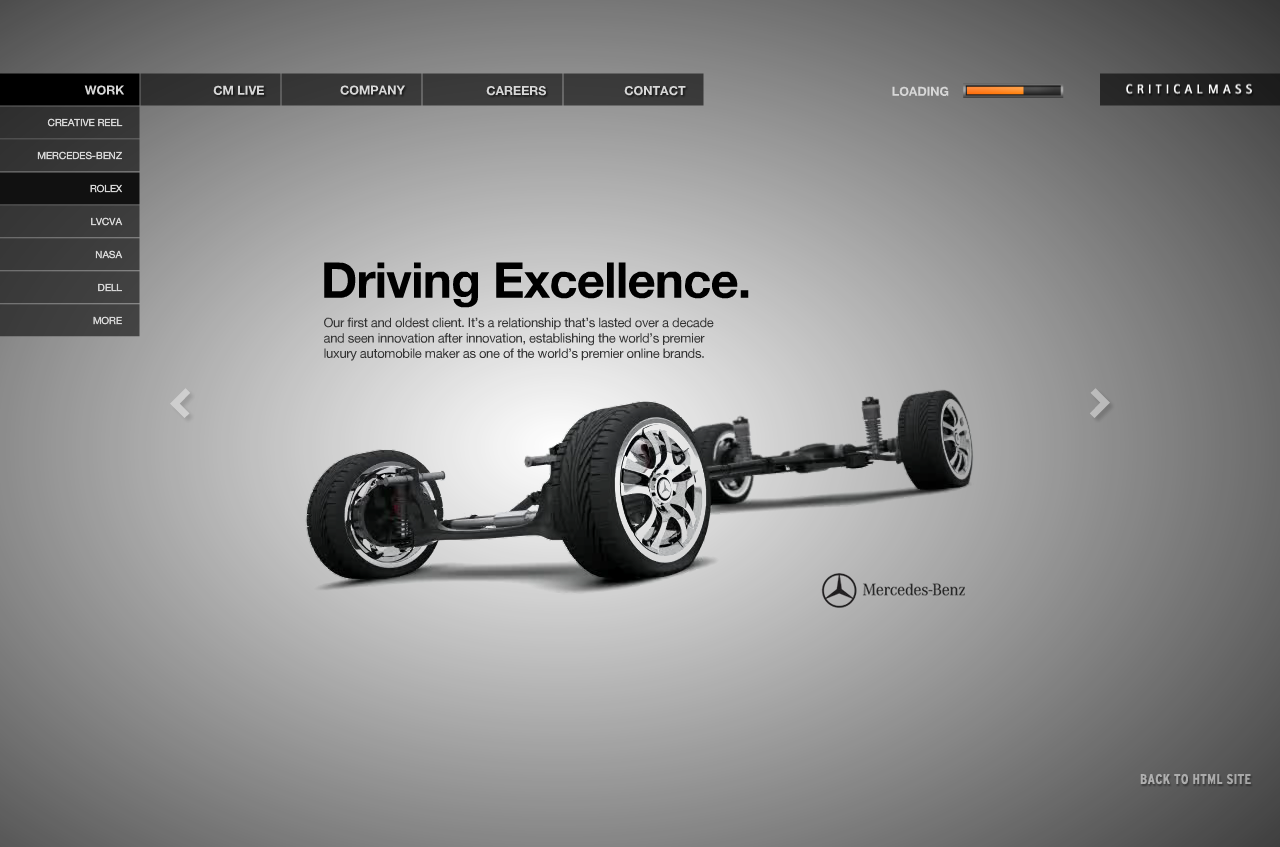 WORK
CM LIVE
COMPANY
CAREERS
CONTACT
LOADING
CRITICALMASS
CREATIVE REEL
MERCEDES-BENZ
ROLEX
LVCVA
NASA
DELL
MORE
Driving Excellence.
Our first and oldest client. It's a relationship that's lasted over a decade
and seen innovation after innovation, establishing the world's premier
luxury automobile maker as one of the world's premier online brands.
Mercedes-Benz
BACK TO HTML SITE